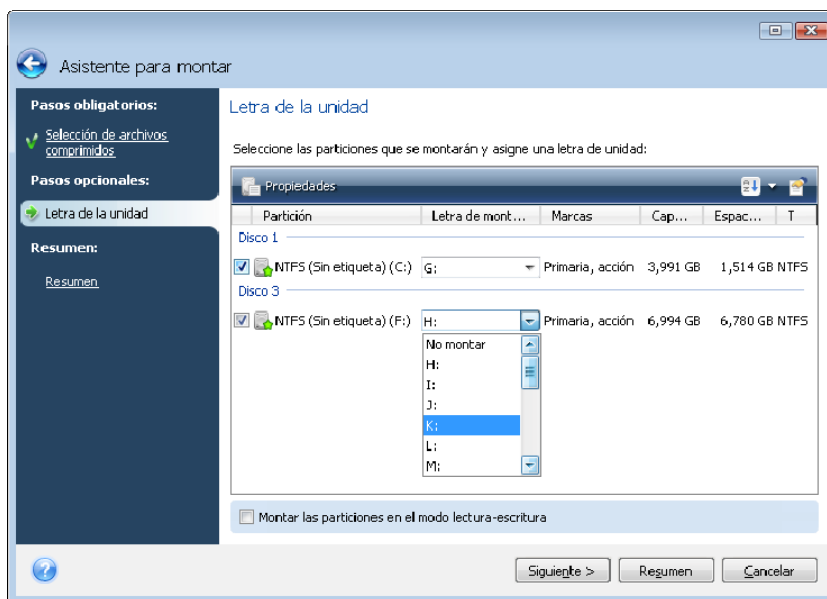 Asistente para montar
Pasos obligatorios:
Selección de archivos
comprimidos
Pasos opcionales:
Letra de la unidad
Resumen:
Resumen
Letra de la unidad
Seleccione las particiones que se montarán y asigne una letra de unidad:
Propiedades
Partición Letra de mont... Marcas Cap... Espac... T
Disco 1
NTFS (Sin etiqueta) (C:) G: Primaria, acción 3,991 GB 1,514 GB NTFS
Disco 3
NTFS (Sin etiqueta) (F:) H: Primaria, acción 6,994 GB 6,780 GB NTFS
No montar
H:
I:
J:
K:
L:
M:
Montar las particiones en el modo lectura-escritura
Siguiente > Resumen Cancelar